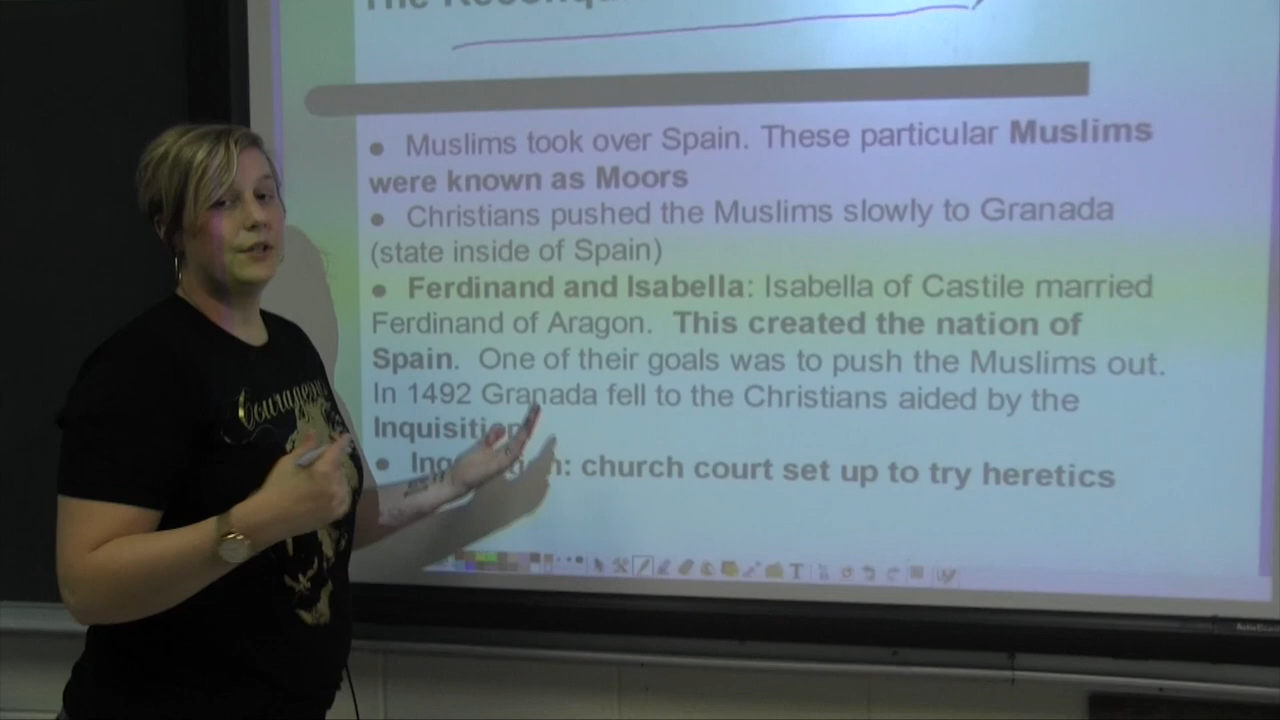 The Reconqu
• Muslims took over Spain. These particular Muslims
were known as Moors
• Christians pushed the Muslims slowly to Granada
(state inside of Spain)
• Ferdinand and Isabella: Isabella of Castile married
Ferdinand of Aragon. This created the nation of
Spain. One of their goals was to push the Muslims out.
In 1492 Granada fell to the Christians aided by the
Inquisition
• Inquisition: church court set up to try heretics
Courageous
T